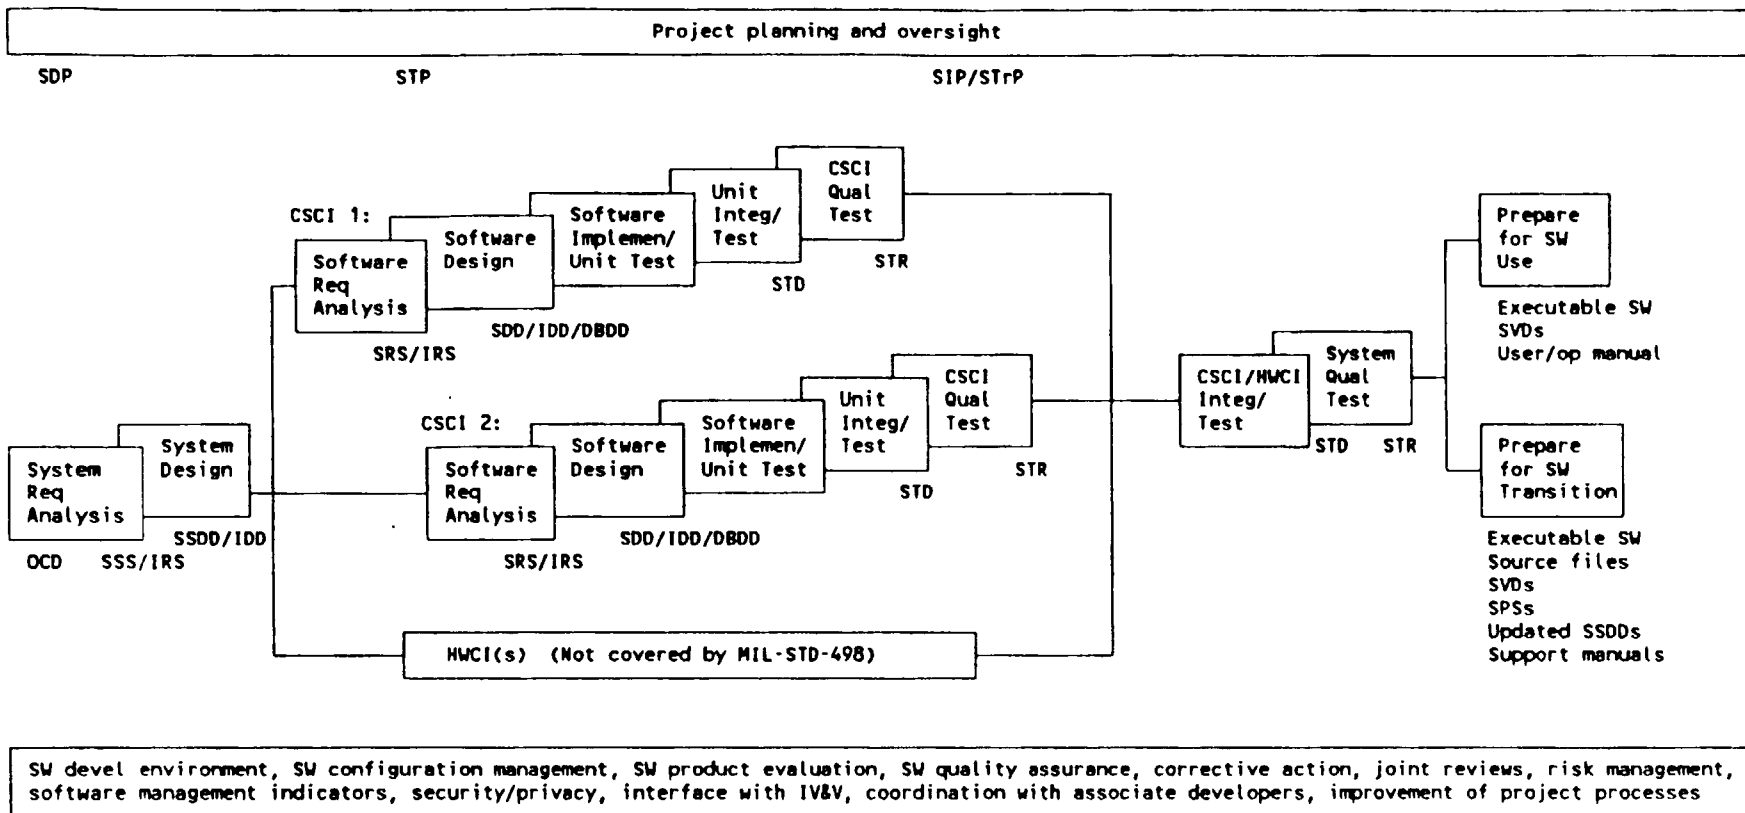 Project planning and oversight
SDP
STP
SIP/STrP
CSCI 1:
Software
Req
Analysis
SRS/IRS
Software
Design
SDD/IDD/DBDD
Software
Implemen/
Unit Test
Unit
Integ/
Test
STD
CSCI
Qual
Test
STR
CSCI 2:
Software
Req
Analysis
SRS/IRS
Software
Design
SDD/IDD/DBDD
Software
Implemen/
Unit Test
Unit
Integ/
Test
STD
CSCI
Qual
Test
STR
System
Req
Analysis
OCD
SSS/IRS
System
Design
SSDD/IDD
HWCI(s) (Not covered by MIL-STD-498)
CSCI/HWCI
Integ/
Test
STD
System
Qual
Test
STR
Prepare
for SW
Use
Executable SW
SVDs
User/op manual
Prepare
for SW
Transition
Executable SW
Source files
SVDs
SPSs
Updated SSDDs
Support manuals
SW devel environment, SW configuration management, SW product evaluation, SW quality assurance, corrective action, joint reviews, risk management,
software management indicators, security/privacy, interface with IV&V, coordination with associate developers, improvement of project processes